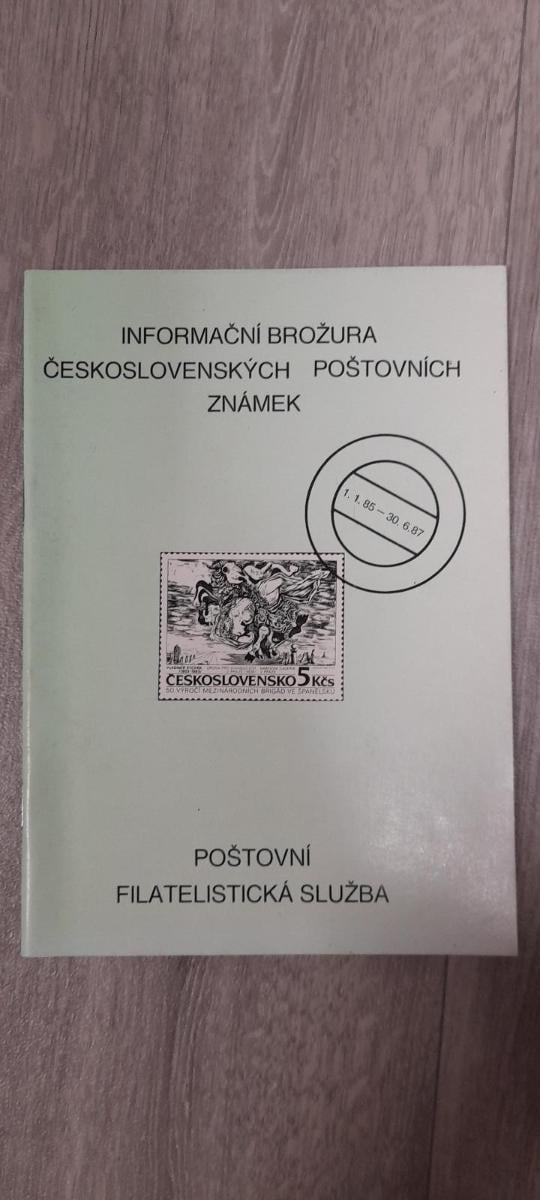 INFORMAČNÍ BROŽURA
ČESKOSLOVENSKÝCH POŠTOVNÍCH
ZNÁMEK
1. 1. 85 – 30. 6. 87
ČESKOSLOVENSKO 5 Kčs
50. VÝROČÍ MEZINÁRODNÍCH BRIGÁD VE ŠPANĚLSKU
POŠTOVNÍ
FILATELISTICKÁ SLUŽBA